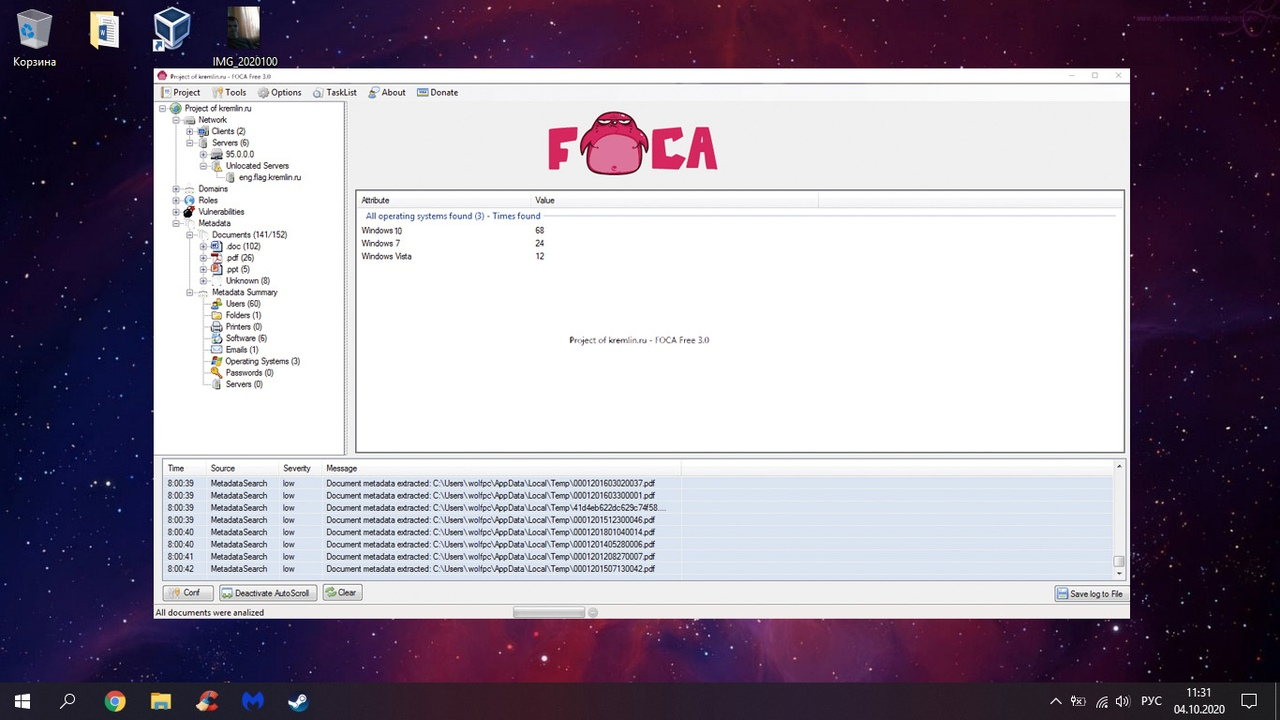 Корзина
IMG_2020100
Project of kremlin.ru - FOCA Free 3.0
Project Tools Options TaskList About Donate
Project of kremlin.ru
Network
Clients (2)
Servers (6)
95.0.0.0
Unlocated Servers
eng.flag.kremlin.ru
Domains
Roles
Vulnerabilities
Metadata
Documents (141/152)
.doc (102)
.pdf (26)
.ppt (5)
Unknown (8)
Metadata Summary
Users (60)
Folders (1)
Printers (0)
Software (6)
Emails (1)
Operating Systems (3)
Passwords (0)
Servers (0)
FOCA
Attribute Value
All operating systems found (3) - Times found
Windows 10 68
Windows 7 24
Windows Vista 12
Project of kremlin.ru - FOCA Free 3.0
Time Source Severity Message
8:00:39 MetadataSearch low Document metadata extracted: C:\Users\wolfpc\AppData\Local\Temp\0001201603020037.pdf
8:00:39 MetadataSearch low Document metadata extracted: C:\Users\wolfpc\AppData\Local\Temp\0001201603300001.pdf
8:00:39 MetadataSearch low Document metadata extracted: C:\Users\wolfpc\AppData\Local\Temp\41d4eb622dc629c74f58....
8:00:39 MetadataSearch low Document metadata extracted: C:\Users\wolfpc\AppData\Local\Temp\0001201512300046.pdf
8:00:40 MetadataSearch low Document metadata extracted: C:\Users\wolfpc\AppData\Local\Temp\0001201801040014.pdf
8:00:40 MetadataSearch low Document metadata extracted: C:\Users\wolfpc\AppData\Local\Temp\0001201405280006.pdf
8:00:41 MetadataSearch low Document metadata extracted: C:\Users\wolfpc\AppData\Local\Temp\0001201208270007.pdf
8:00:42 MetadataSearch low Document metadata extracted: C:\Users\wolfpc\AppData\Local\Temp\0001201507130042.pdf
Conf Deactivate AutoScroll Clear Save log to File
All documents were analized
РУС
11:31
04.10.2020